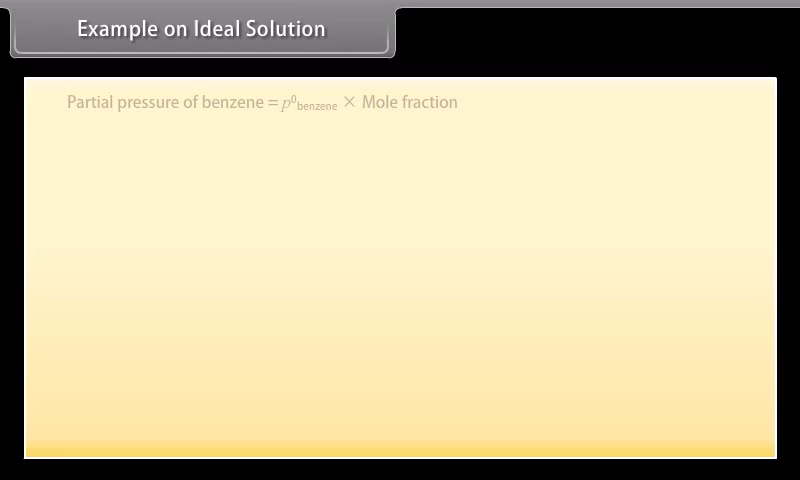 Example on Ideal Solution
Partial pressure of benzene = p⁰benzene × Mole fraction